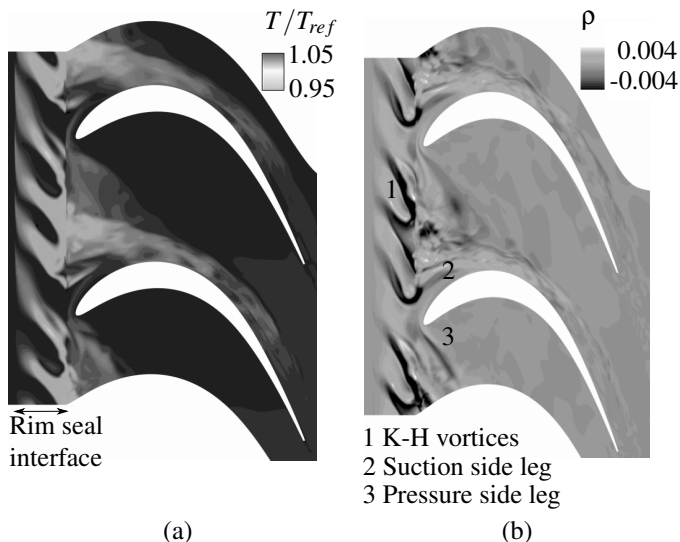 T/T_ref
1.05
0.95
Rim seal
interface
(a)
ρ
0.004
-0.004
1
2
3
1 K-H vortices
2 Suction side leg
3 Pressure side leg
(b)